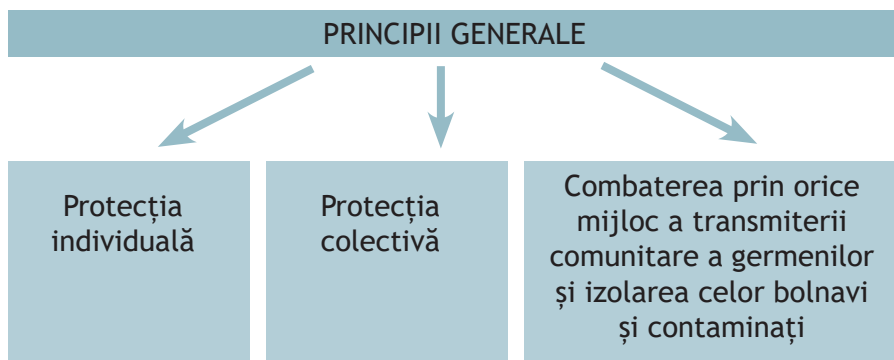 PRINCIPII GENERALE
Protecția
individuală
Protecția
colectivă
Combaterea prin orice
mijloc a transmiterii
comunitare a germenilor
și izolarea celor bolnavi
și contaminați